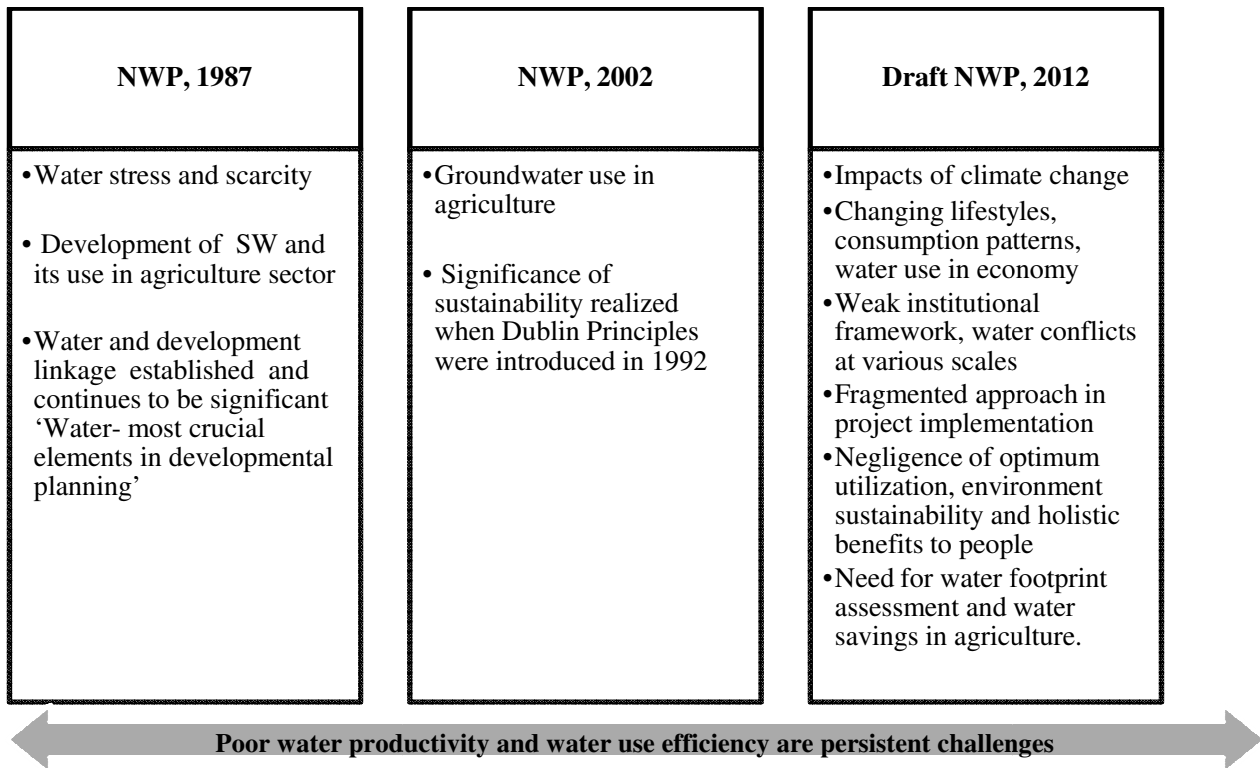 NWP, 1987
•Water stress and scarcity
• Development of SW and
its use in agriculture sector
•Water and development
linkage established and
continues to be significant
‘Water- most crucial
elements in developmental
planning’
NWP, 2002
•Groundwater use in
agriculture
• Significance of
sustainability realized
when Dublin Principles
were introduced in 1992
Draft NWP, 2012
•Impacts of climate change
•Changing lifestyles,
consumption patterns,
water use in economy
•Weak institutional
framework, water conflicts
at various scales
•Fragmented approach in
project implementation
•Negligence of optimum
utilization, environment
sustainability and holistic
benefits to people
•Need for water footprint
assessment and water
savings in agriculture.
Poor water productivity and water use efficiency are persistent challenges